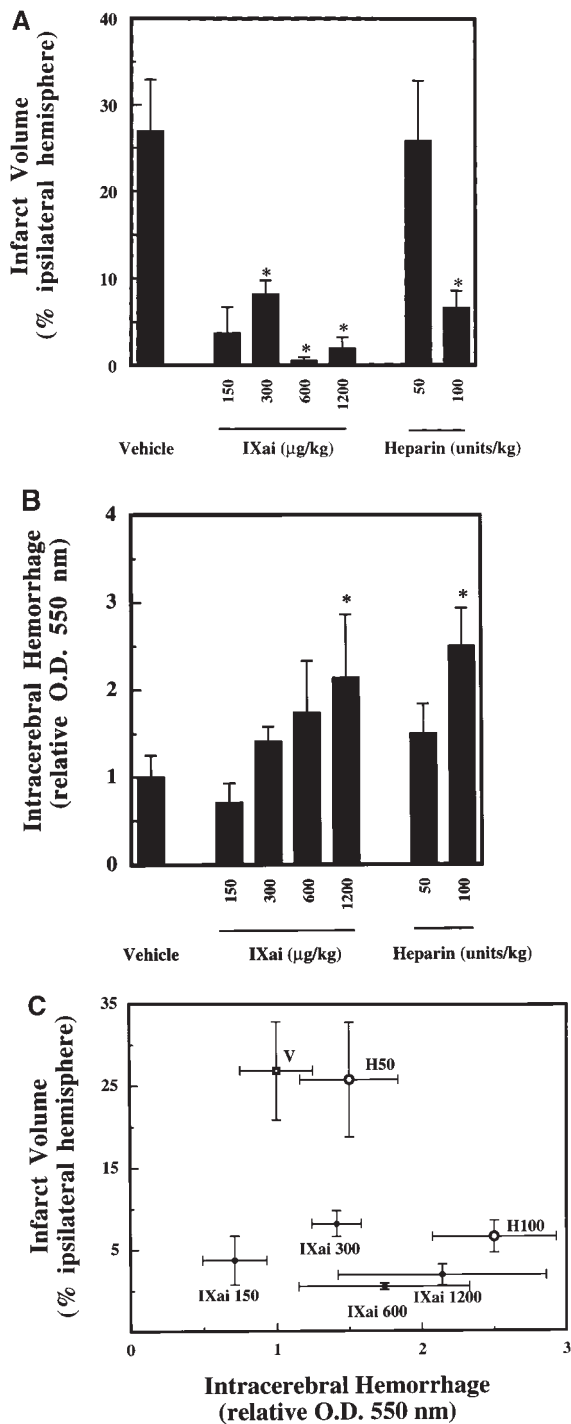 A
Infarct Volume
(% ipsilateral hemisphere)
40
30
20
10
0
*
*
*
*
150
300
600
1200
50
100
Vehicle
IXai (µg/kg)
Heparin (units/kg)
B
Intracerebral Hemorrhage
(relative O.D. 550 nm)
4
3
2
1
0
*
*
150
300
600
1200
50
100
Vehicle
IXai (µg/kg)
Heparin (units/kg)
C
Infarct Volume
(% ipsilateral hemisphere)
35
25
15
5
V
H50
H100
IXai 300
IXai 150
IXai 1200
IXai 600
0
1
2
3
Intracerebral Hemorrhage
(relative O.D. 550 nm)